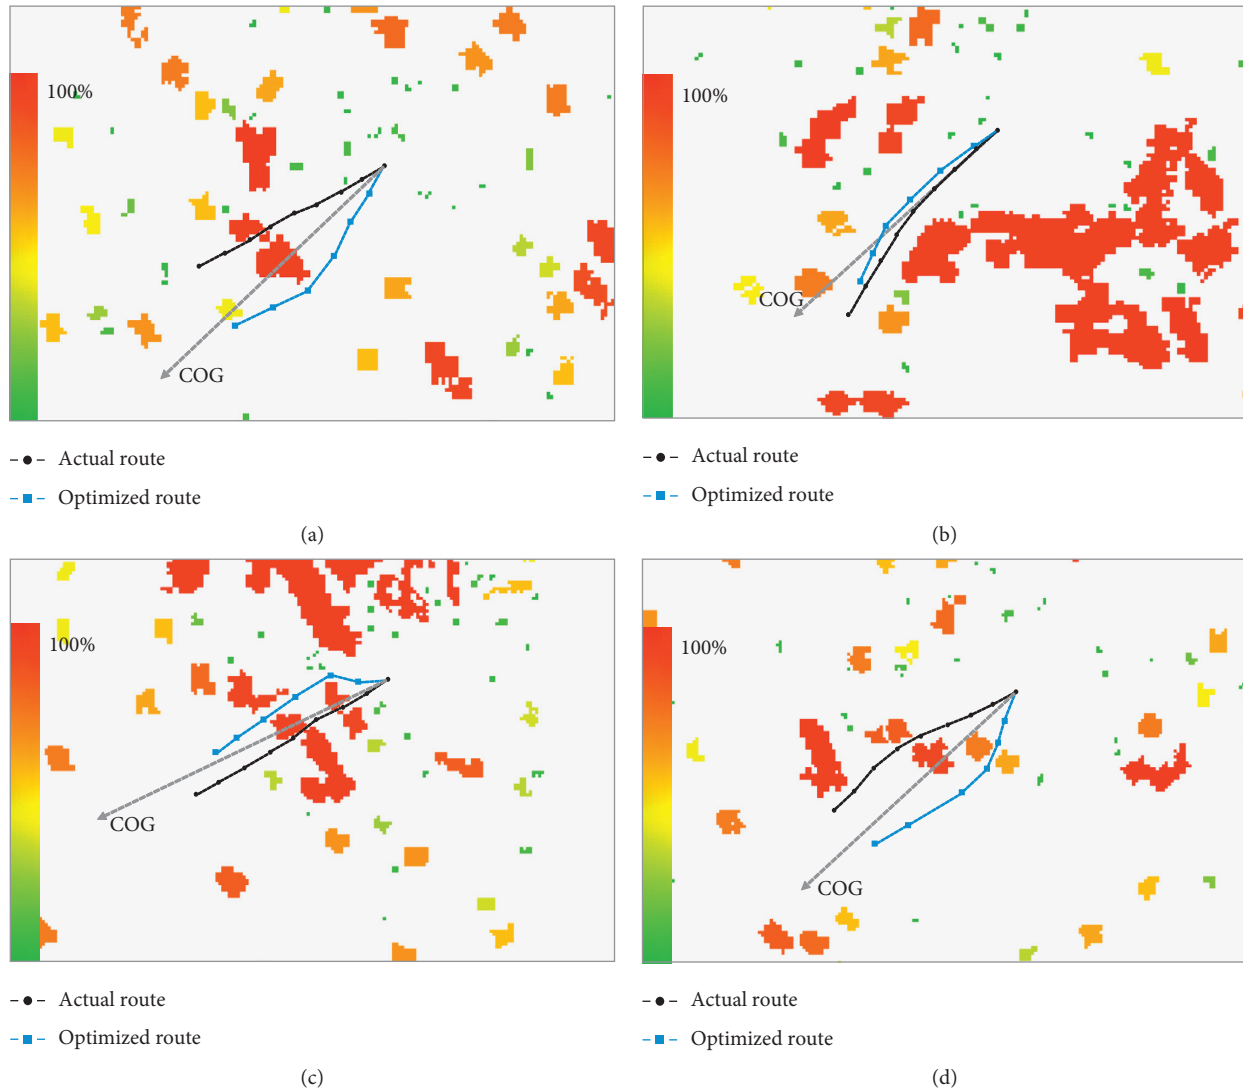 100%
COG
Actual route
Optimized route
(a)
100%
COG
Actual route
Optimized route
(b)
100%
COG
Actual route
Optimized route
(c)
100%
COG
Actual route
Optimized route
(d)